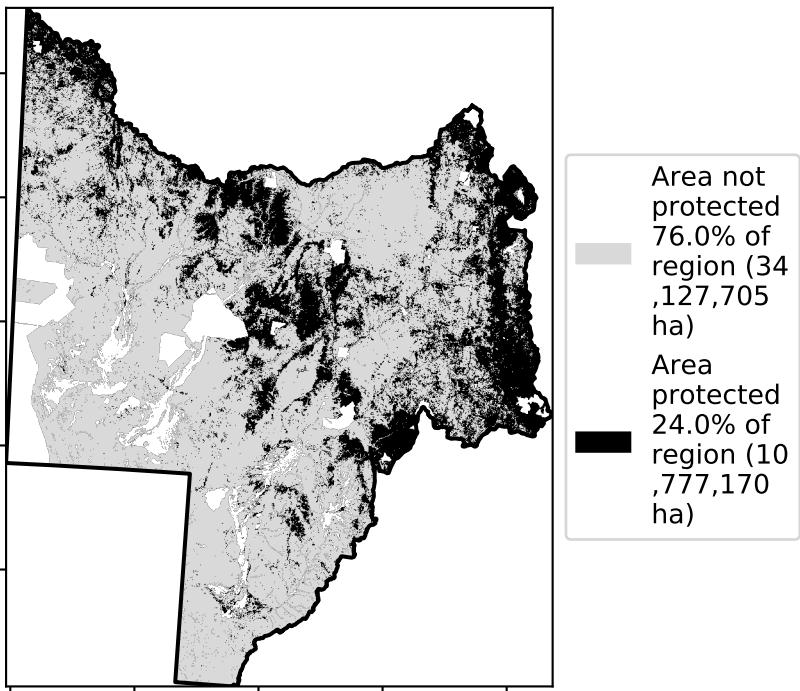 Area not
protected
76.0% of
region (34
,127,705
ha)
Area
protected
24.0% of
region (10
,777,170
ha)